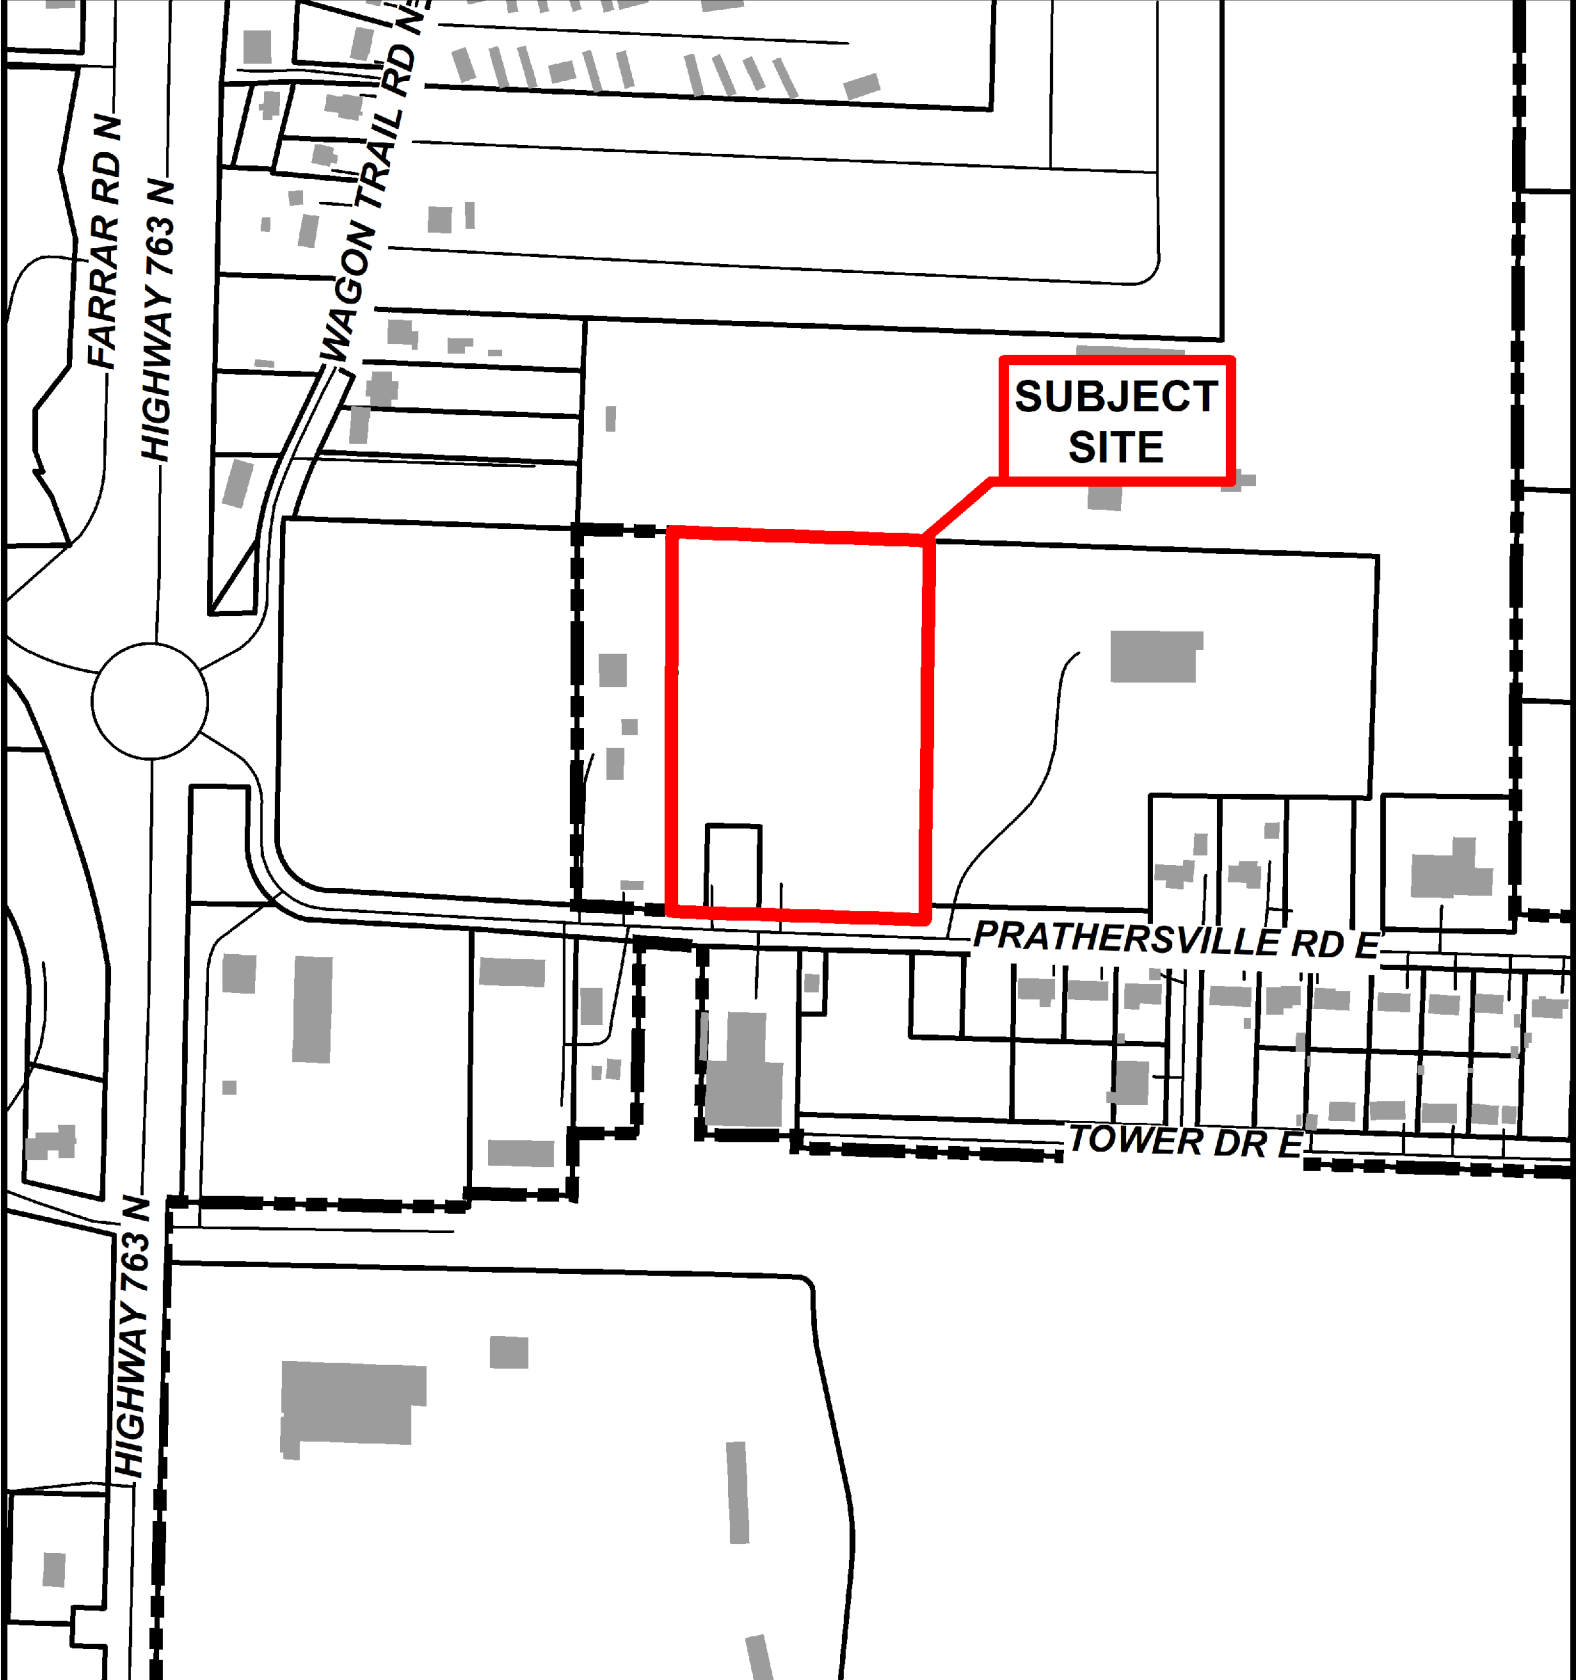 WAGON TRAIL RD N
FARRAR RD N
HIGHWAY 763 N
SUBJECT
SITE
PRATHERSVILLE RD E
TOWER DR E
HIGHWAY 763 N